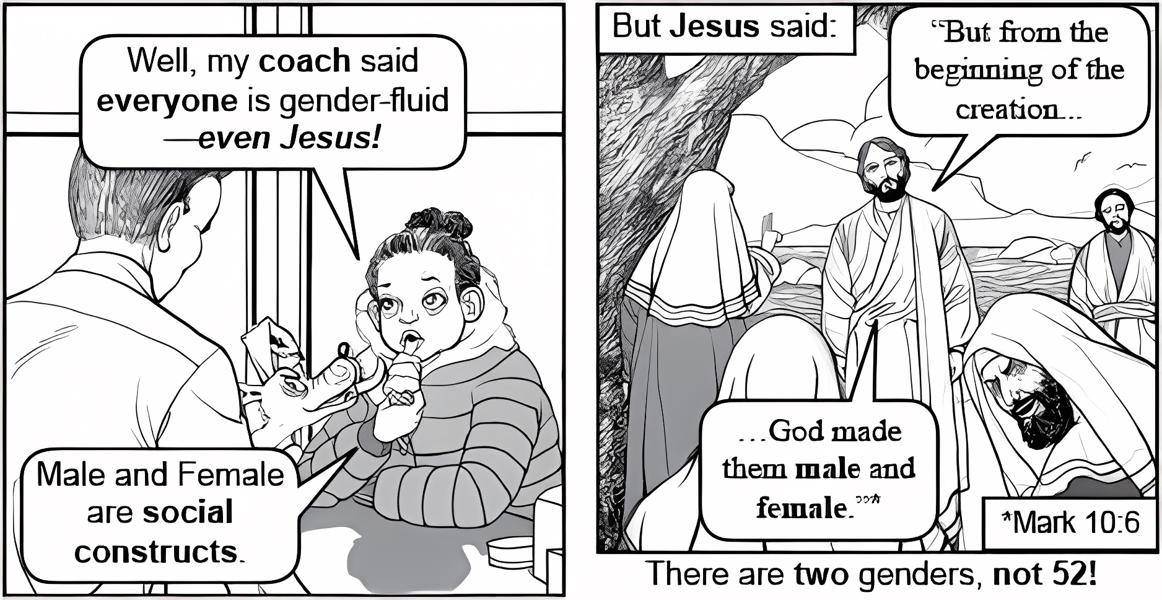 Well, my coach said
everyone is gender-fluid
—even Jesus!
Male and Female
are social
constructs.
But Jesus said:
“But from the
beginning of the
creation...
...God made
them male and
female.”*
*Mark 10:6
There are two genders, not 52!